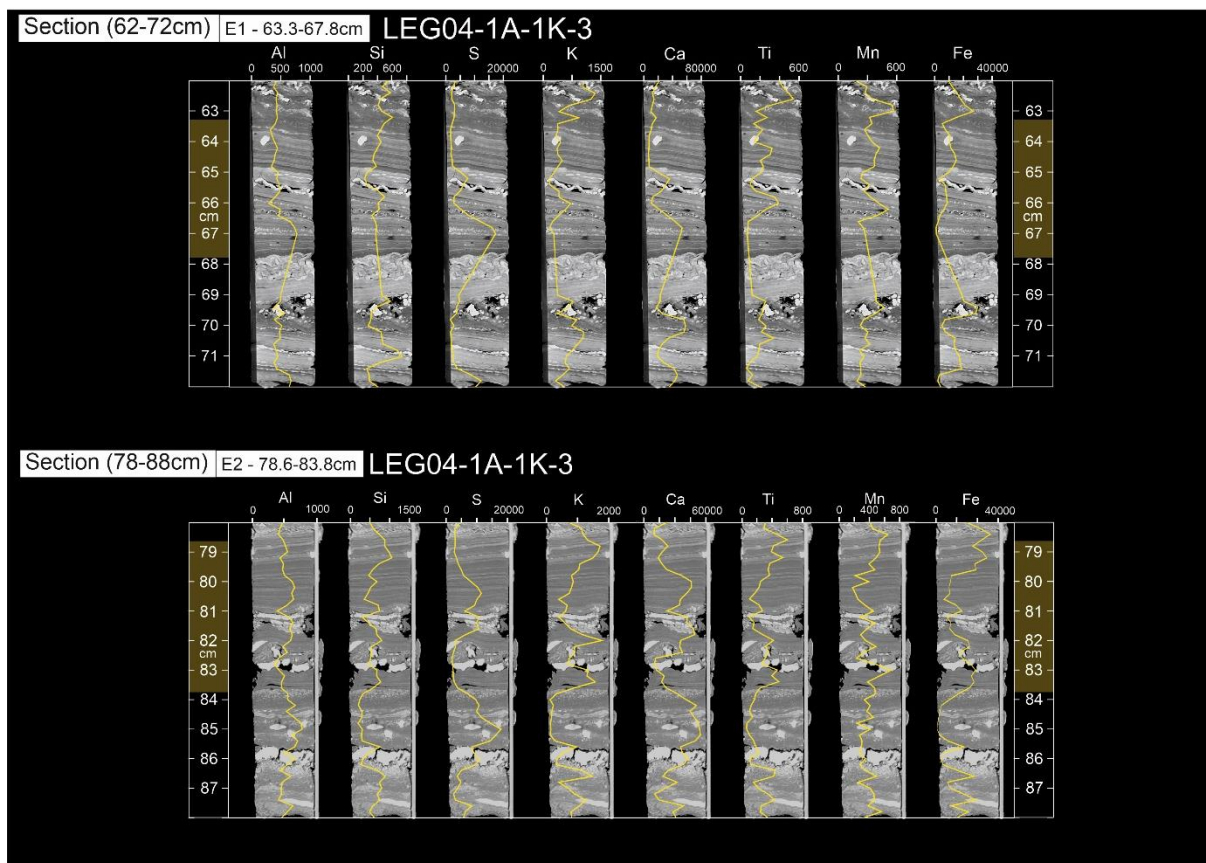 Section (62-72cm) E1 - 63.3-67.8cm LEG04-1A-1K-3
Al Si S K Ca Ti Mn Fe
0 500 1000 200 600 0 20000 0 1500 0 80000 0 600 0 600 0 40000
63 63
64 64
65 65
66 66
cm cm
67 67
68 68
69 69
70 70
71 71
Section (78-88cm) E2 - 78.6-83.8cm LEG04-1A-1K-3
Al Si S K Ca Ti Mn Fe
0 1000 0 1500 0 20000 0 2000 0 60000 0 800 0 400 800 0 40000
79 79
80 80
81 81
82 82
cm cm
83 83
84 84
85 85
86 86
87 87